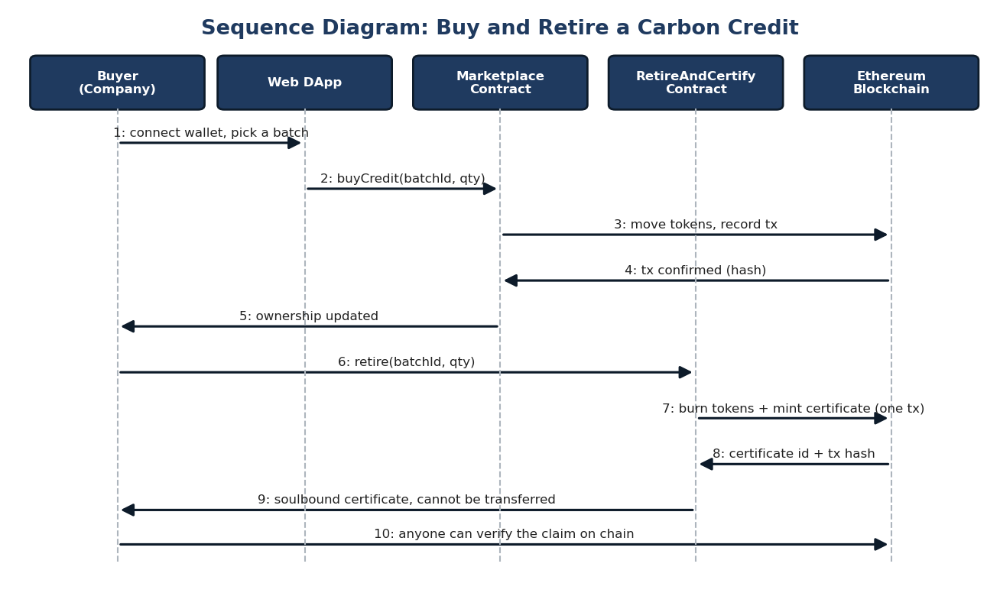 Sequence Diagram: Buy and Retire a Carbon Credit
Buyer
(Company)
Web DApp
Marketplace
Contract
RetireAndCertify
Contract
Ethereum
Blockchain
1: connect wallet, pick a batch
2: buyCredit(batchId, qty)
3: move tokens, record tx
4: tx confirmed (hash)
5: ownership updated
6: retire(batchId, qty)
7: burn tokens + mint certificate (one tx)
8: certificate id + tx hash
9: soulbound certificate, cannot be transferred
10: anyone can verify the claim on chain